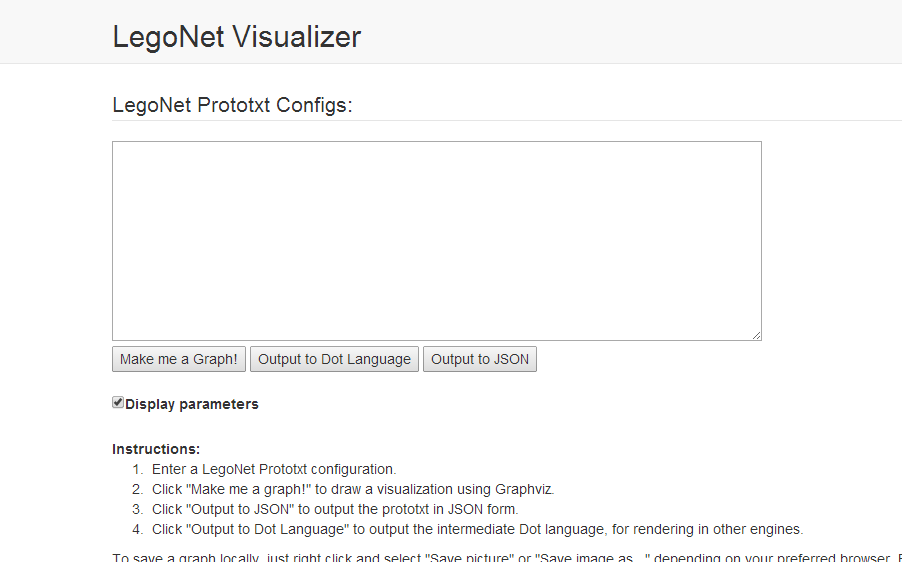 LegoNet Visualizer
LegoNet Prototxt Configs:
Make me a Graph! Output to Dot Language Output to JSON
Display parameters
Instructions:
1. Enter a LegoNet Prototxt configuration.
2. Click "Make me a graph!" to draw a visualization using Graphviz.
3. Click "Output to JSON" to output the prototxt in JSON form.
4. Click "Output to Dot Language" to output the intermediate Dot language, for rendering in other engines.
To save a graph locally, just right click and select "Save picture" or "Save image as..." depending on your preferred browser.